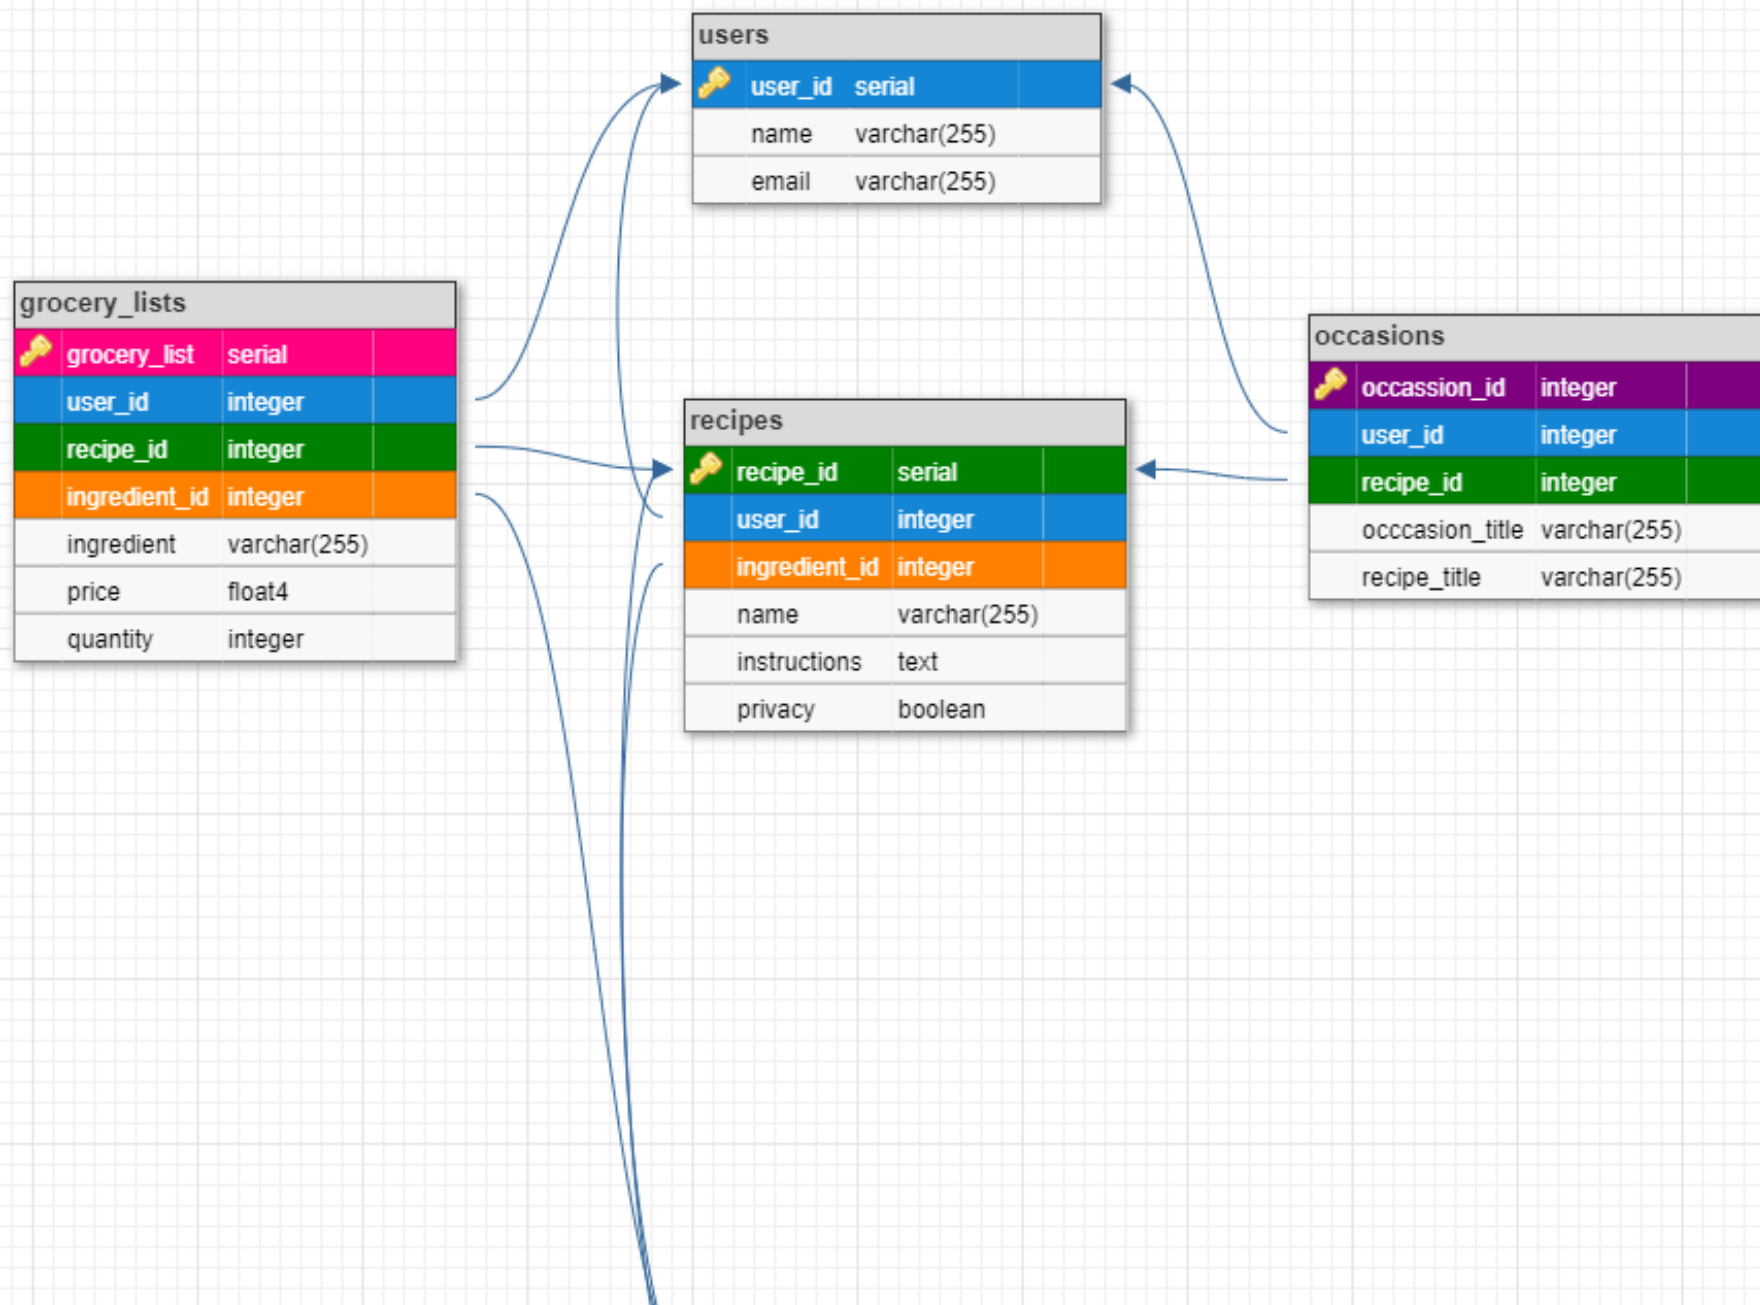 users
user_id serial
name varchar(255)
email varchar(255)
grocery_lists
grocery_list serial
user_id integer
recipe_id integer
ingredient_id integer
ingredient varchar(255)
price float4
quantity integer
recipes
recipe_id serial
user_id integer
ingredient_id integer
name varchar(255)
instructions text
privacy boolean
occasions
occassion_id integer
user_id integer
recipe_id integer
occcasion_title varchar(255)
recipe_title varchar(255)